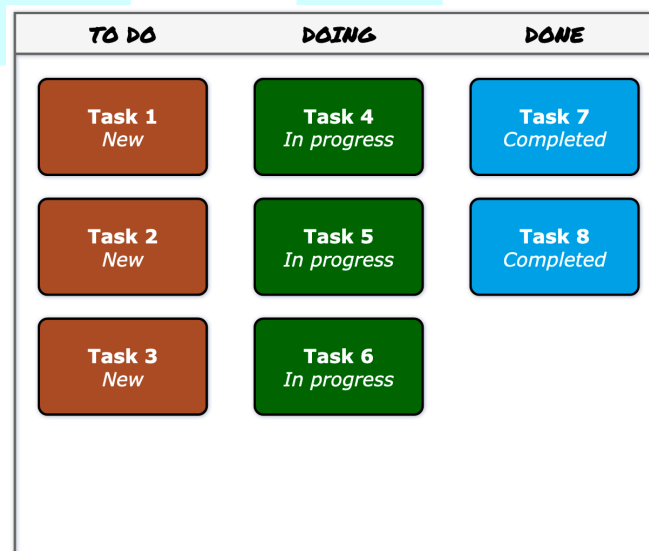 TO DO
DOING
DONE
Task 1
New
Task 4
In progress
Task 7
Completed
Task 2
New
Task 5
In progress
Task 8
Completed
Task 3
New
Task 6
In progress